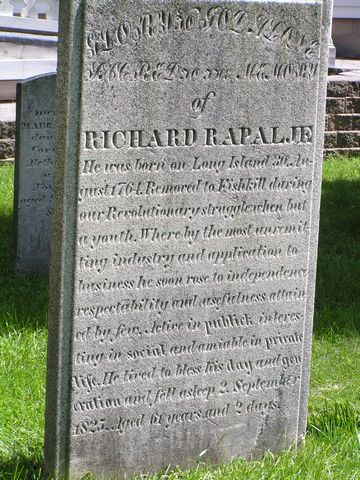 GLORY TO GOD ALONE
SACRED TO THE MEMORY
of
RICHARD RAPALJE
He was born on Long Island 30, Au-
gust 1764. Removed to Fishkill during
our Revolutionary struggle when but
a youth. Where by the most unremit
ting industry and application to
business he soon rose to independence
respectability and usefulness attain
ed by few. Active in publick interes-
ting in social and amiable in private
life. He lived to bless his day and gen
eration and fell asleep 2. September
1825. Aged 61 years and 2 days.